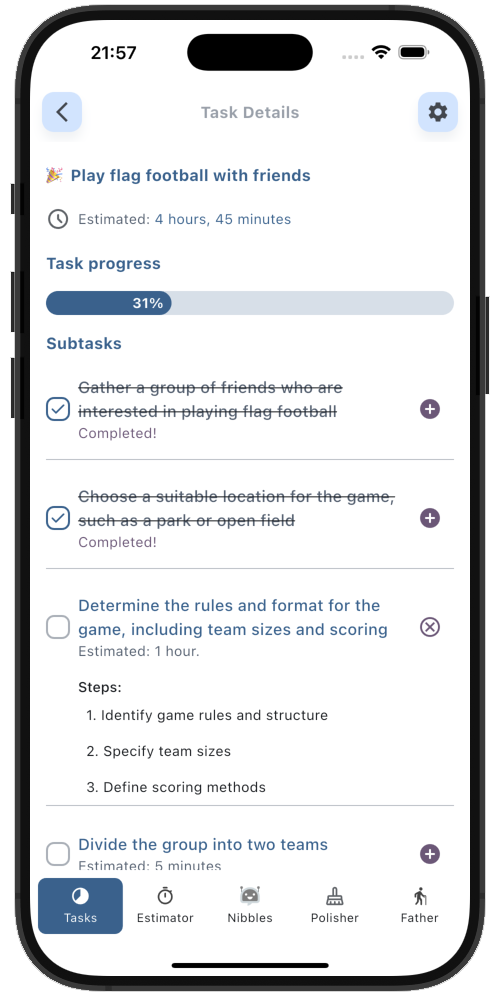 21:57
Task Details
🎉 Play flag football with friends
Estimated: 4 hours, 45 minutes
Task progress
31%
Subtasks
Gather a group of friends who are
interested in playing flag football
Completed!
Choose a suitable location for the game,
such as a park or open field
Completed!
Determine the rules and format for the
game, including team sizes and scoring
Estimated: 1 hour.
Steps:
1. Identify game rules and structure
2. Specify team sizes
3. Define scoring methods
Divide the group into two teams
Estimated: 5 minutes
Tasks
Estimator
Nibbles
Polisher
Father